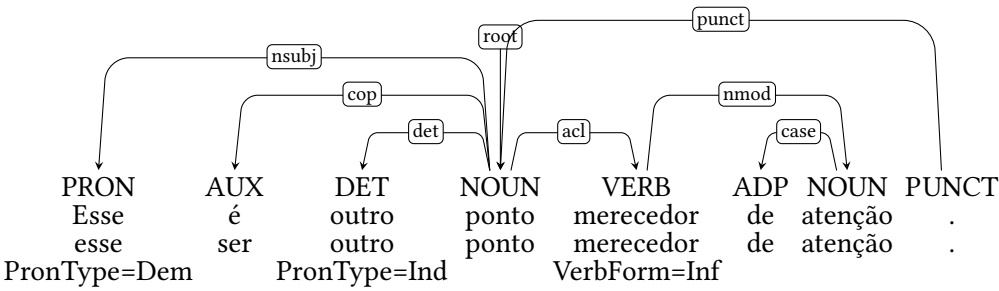 punct
root
nsubj
cop nmod
det acl case
PRON AUX DET NOUN VERB ADP NOUN PUNCT
Esse é outro ponto merecedor de atenção .
esse ser outro ponto merecedor de atenção .
PronType=Dem PronType=Ind VerbForm=Inf